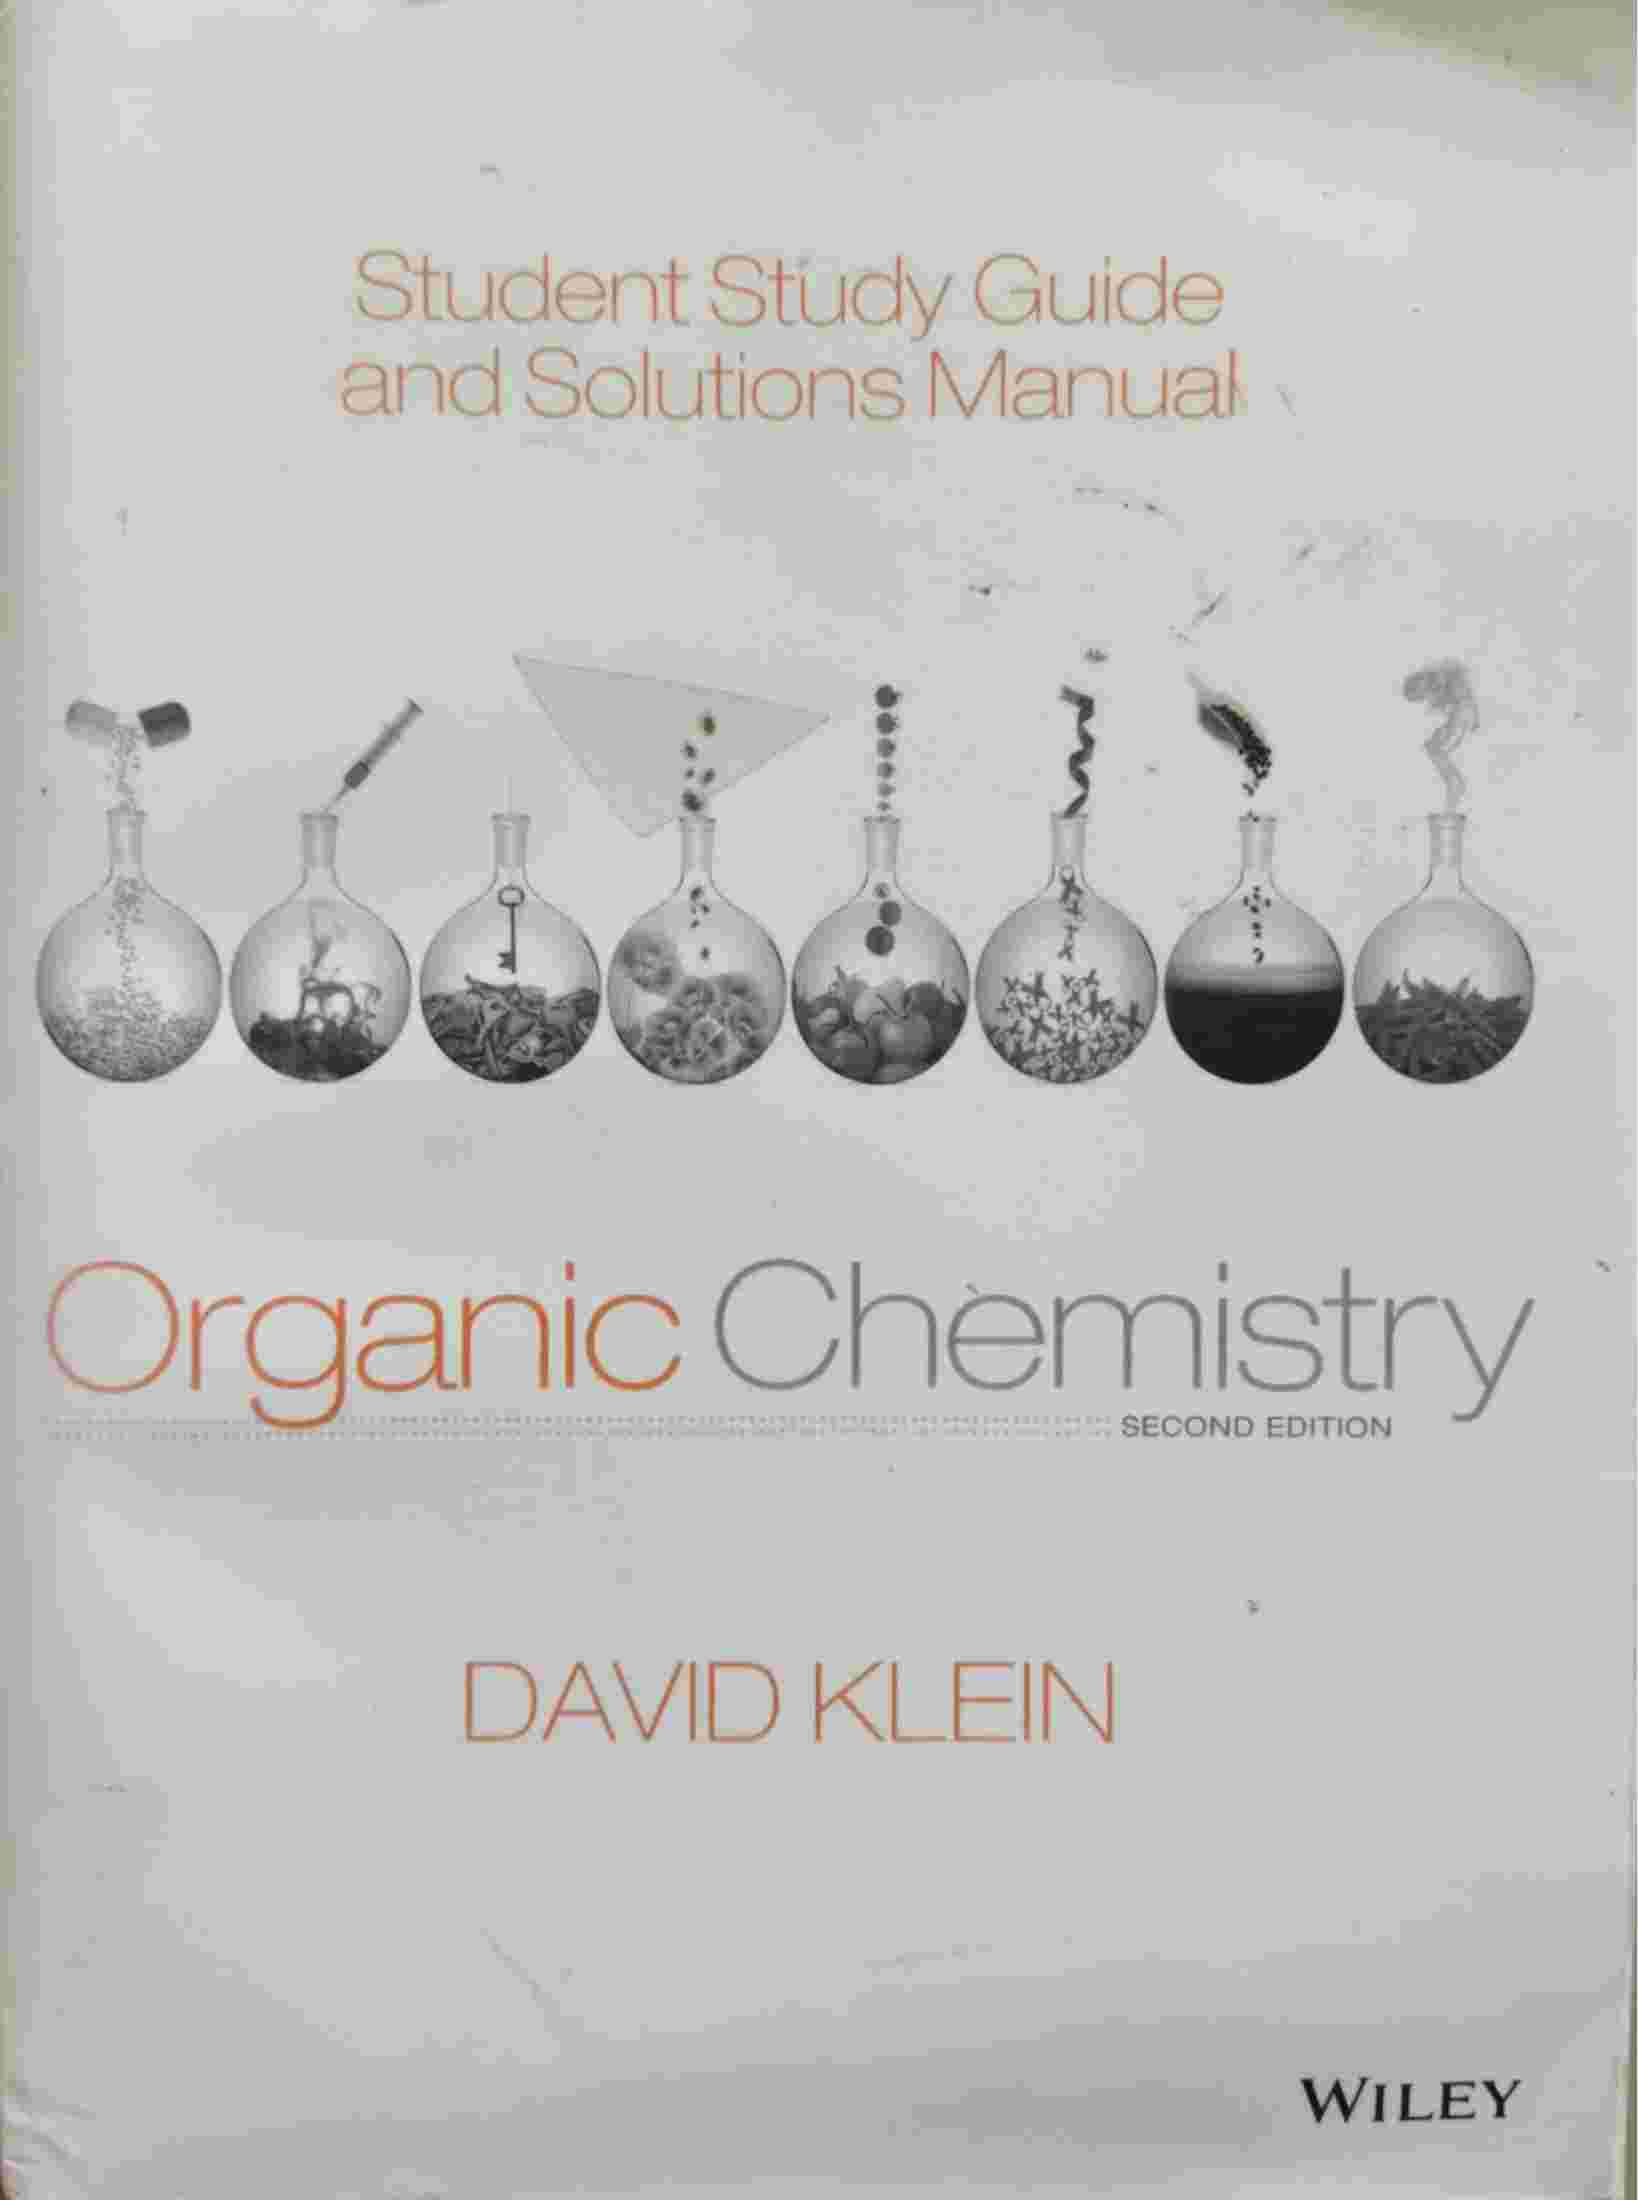 Student Study Guide
and Solutions Manual
Organic Chemistry
SECOND EDITION
DAVID KLEIN
WILEY